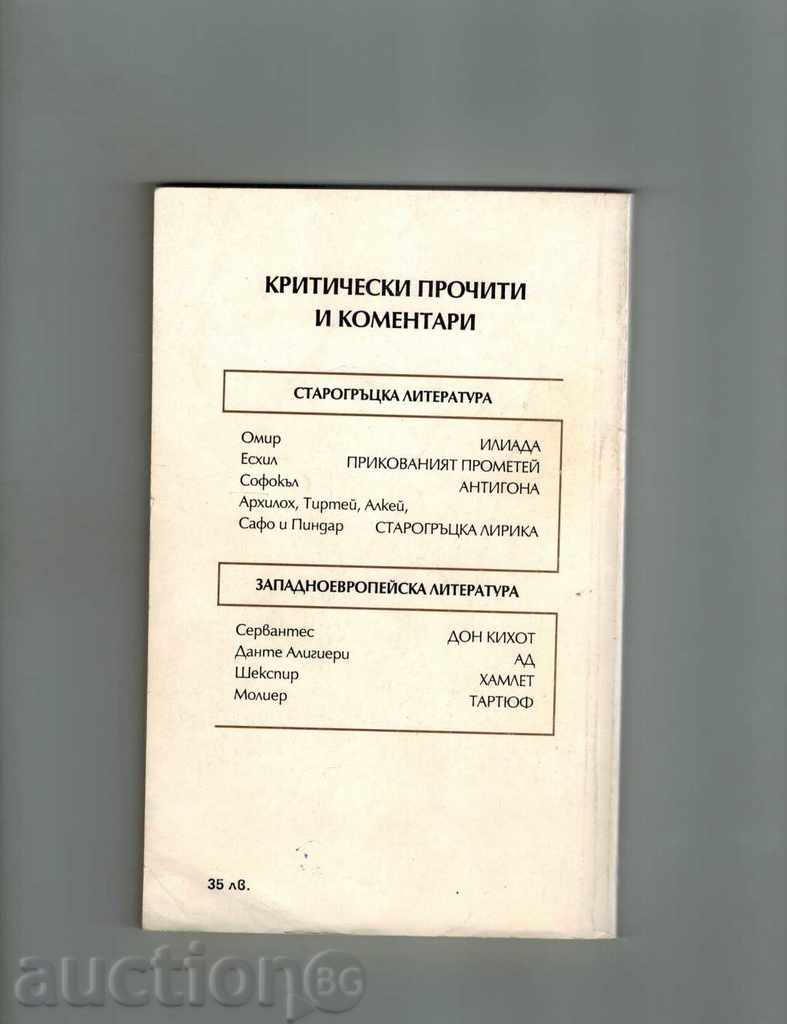 КРИТИЧЕСКИ ПРОЧИТИ
И КОМЕНТАРИ
СТАРОГРЪЦКА ЛИТЕРАТУРА
Омир ИЛИАДА
Есхил ПРИКОВАНИЯТ ПРОМЕТЕЙ
Софокъл АНТИГОНА
Архилох, Тиртей, Алкей,
Сафо и Пиндар СТАРОГРЪЦКА ЛИРИКА
ЗАПАДНОЕВРОПЕЙСКА ЛИТЕРАТУРА
Сервантес ДОН КИХОТ
Данте Алигиери АД
Шекспир ХАМЛЕТ
Молиер ТАРТЮФ
35 лв.
auctionBG